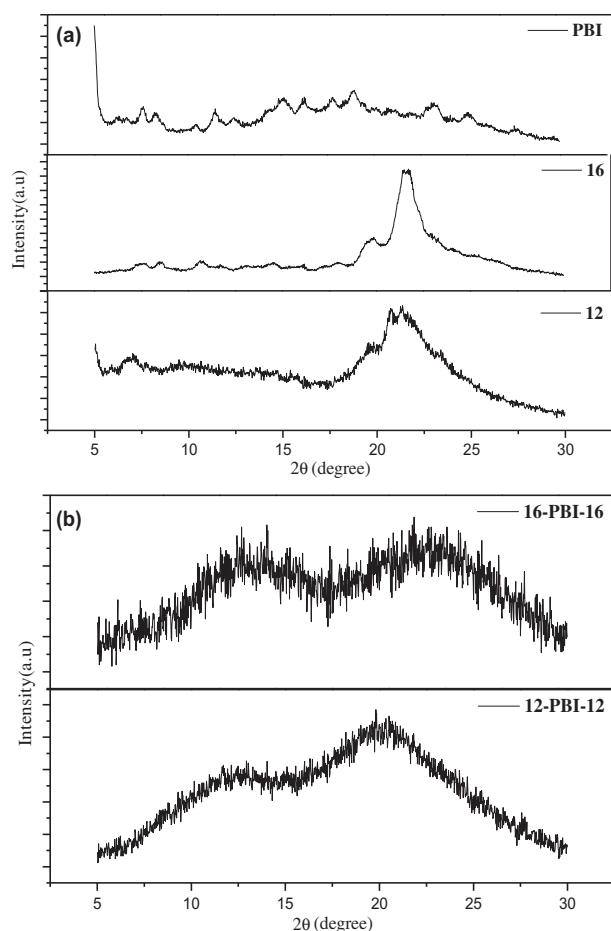 (a)
PBI
16
Intensity(a.u)
12
5 10 15 20 25 30
2θ (degree)
(b)
16-PBI-16
Intensity(a.u)
12-PBI-12
5 10 15 20 25 30
2θ (degree)